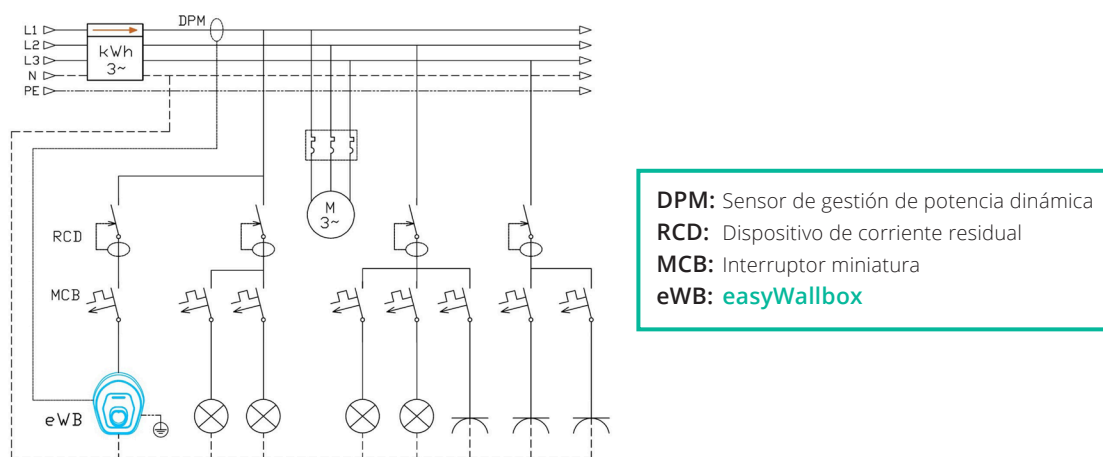 DPM
L1
L2
L3
N
PE
kWh
3~
M
3~
RCD
MCB
eWB
DPM: Sensor de gestión de potencia dinámica
RCD: Dispositivo de corriente residual
MCB: Interruptor miniatura
eWB: easyWallbox